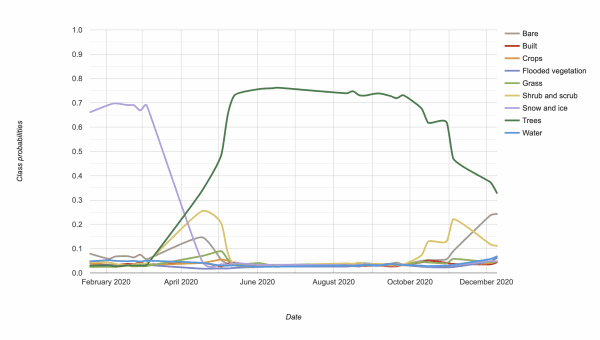 1.0
0.9
0.8
0.7
0.6
0.5
0.4
0.3
0.2
0.1
0.0
Class probabilities
February 2020 April 2020 June 2020 August 2020 October 2020 December 2020
Date
Bare
Built
Crops
Flooded vegetation
Grass
Shrub and scrub
Snow and ice
Trees
Water